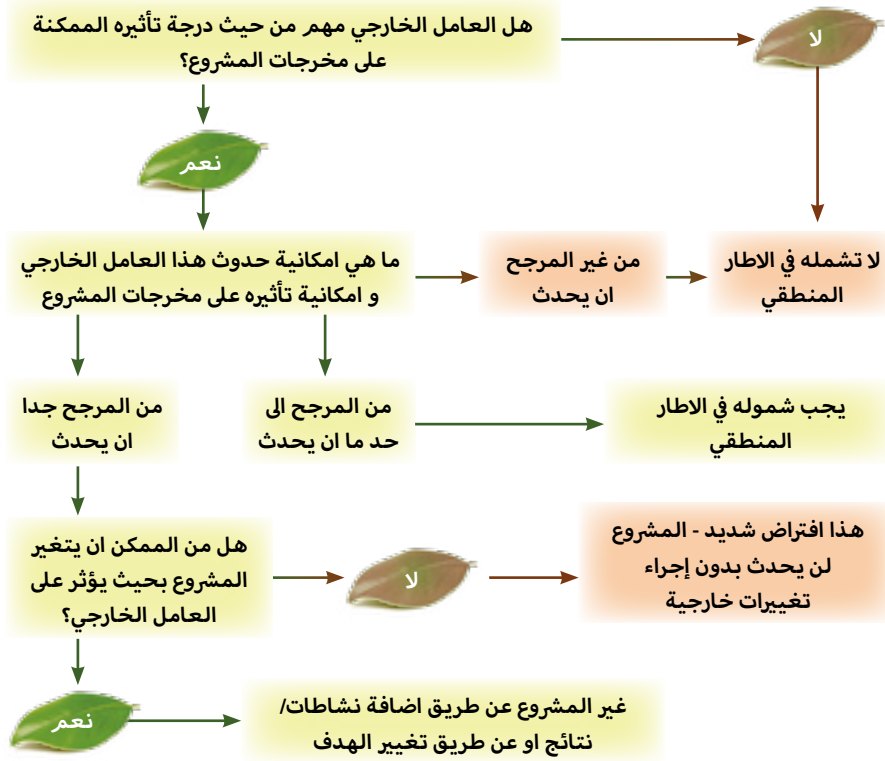 هل العامل الخارجي مهم من حيث درجة تأثيره الممكنة
على مخرجات المشروع؟
لا
نعم
ما هي امكانية حدوث هذا العامل الخارجي
و امكانية تأثيره على مخرجات المشروع
من غير المرجح
ان يحدث
لا تشمله في الاطار
المنطقي
من المرجح جدا
ان يحدث
من المرجح الى
حد ما ان يحدث
يجب شموله في الاطار
المنطقي
هل من الممكن ان يتغير
المشروع بحيث يؤثر على
العامل الخارجي؟
لا
هذا افتراض شديد - المشروع
لن يحدث بدون إجراء
تغييرات خارجية
نعم
غير المشروع عن طريق اضافة نشاطات/
نتائج او عن طريق تغيير الهدف